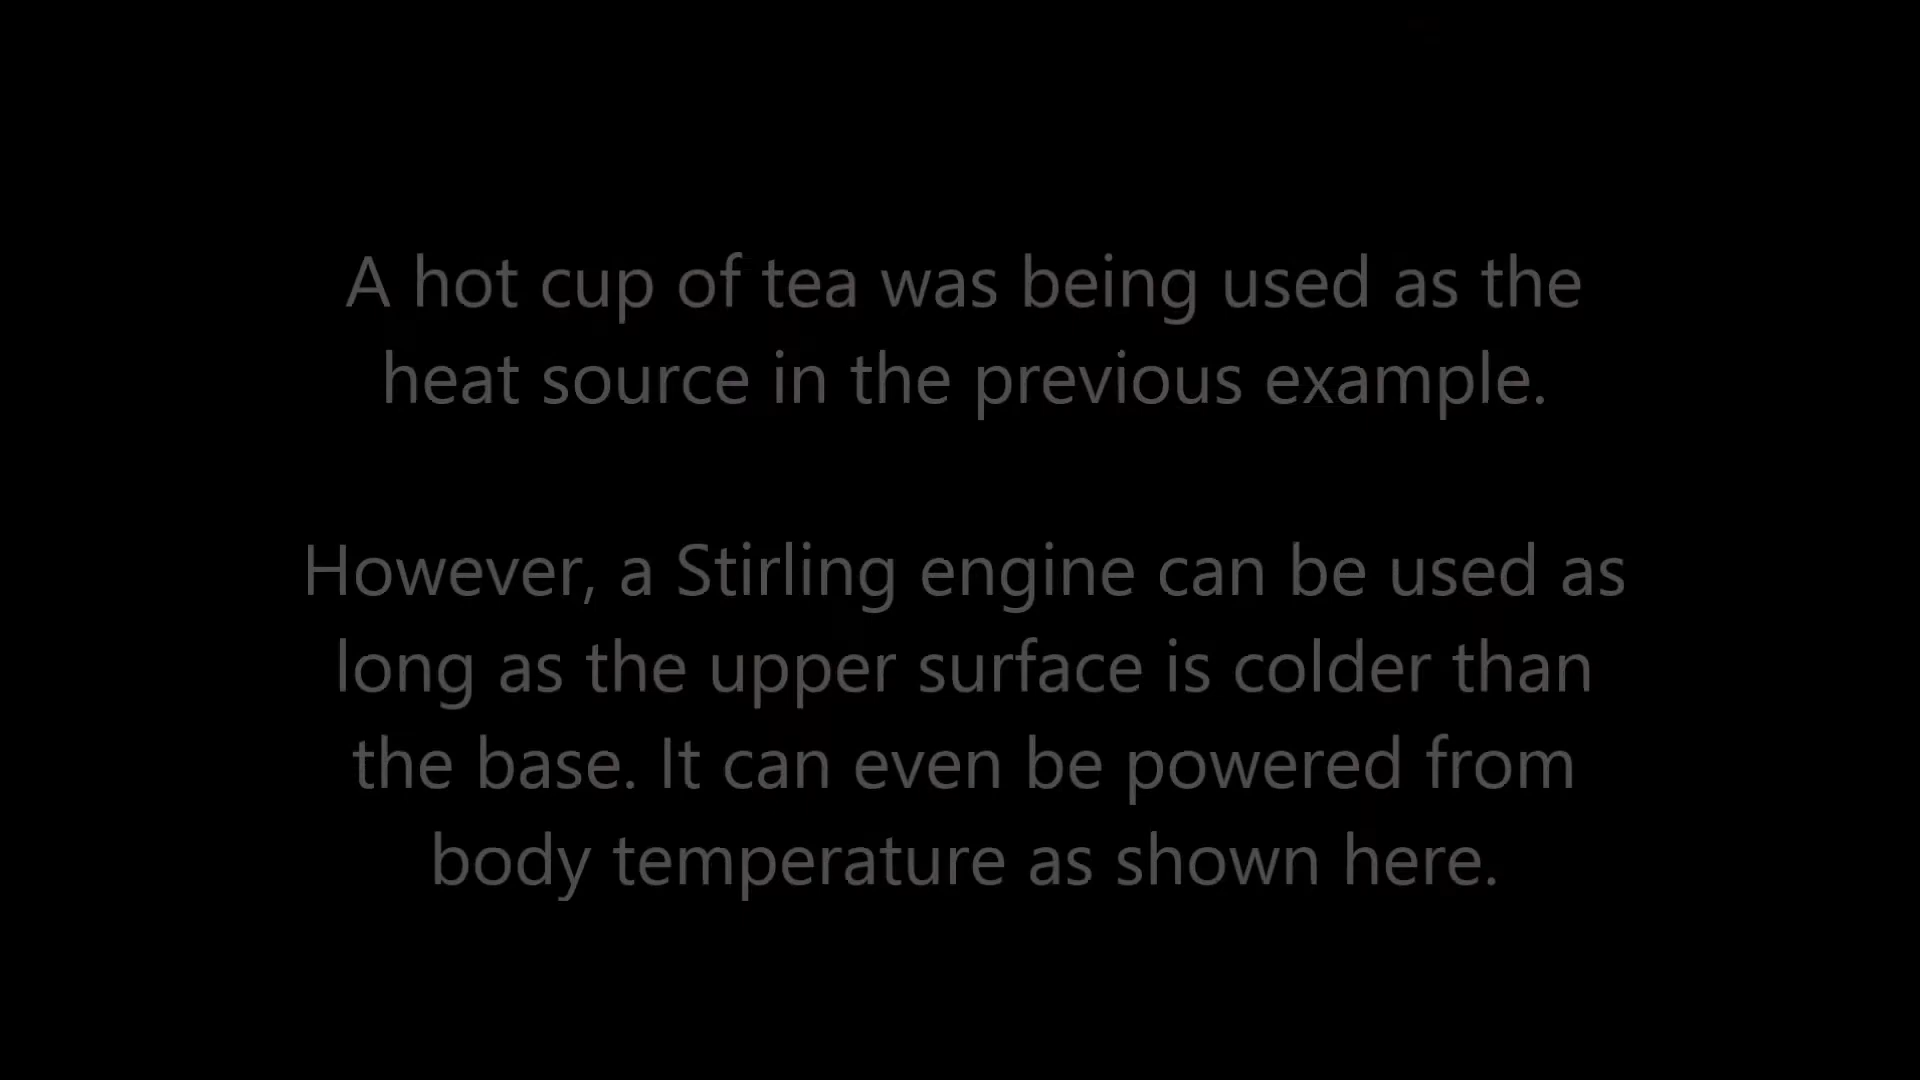 A hot cup of tea was being used as the
heat source in the previous example.
However, a Stirling engine can be used as
long as the upper surface is colder than
the base. It can even be powered from
body temperature as shown here.